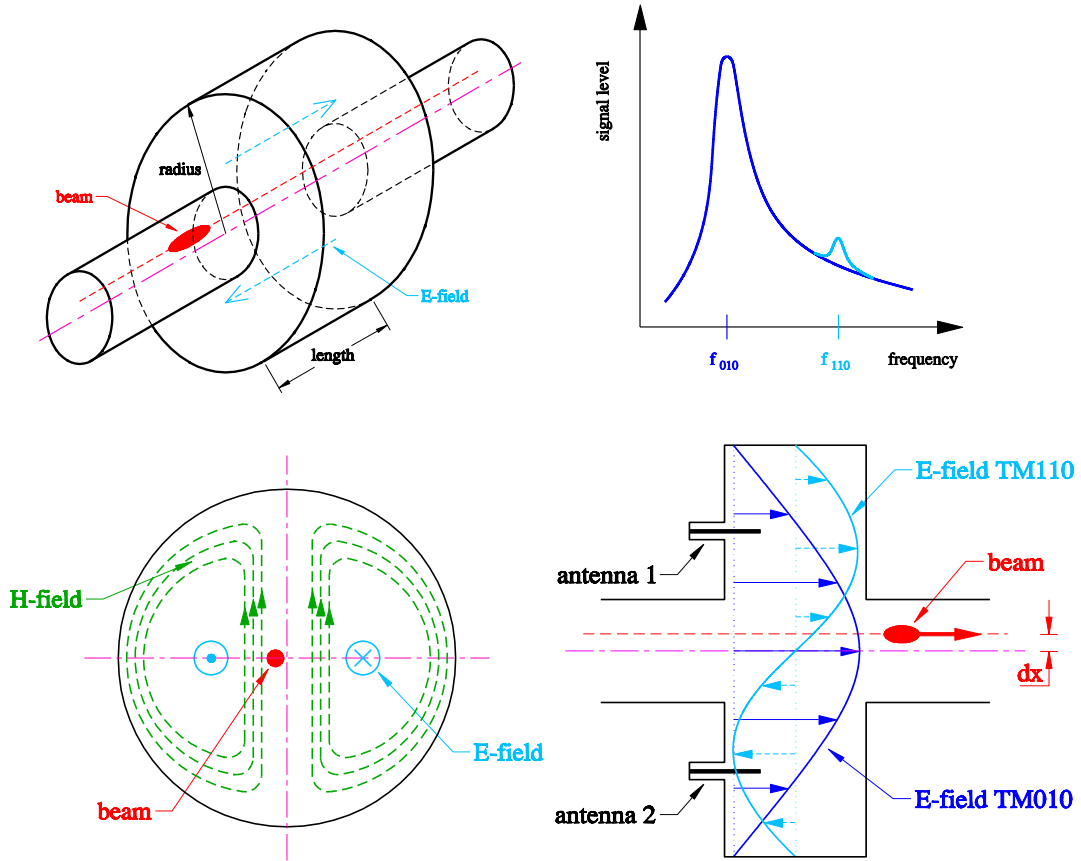 radius
beam
E-field
length
signal level
f 010
f 110
frequency
H-field
beam
E-field
E-field TM110
antenna 1
beam
dx
antenna 2
E-field TM010